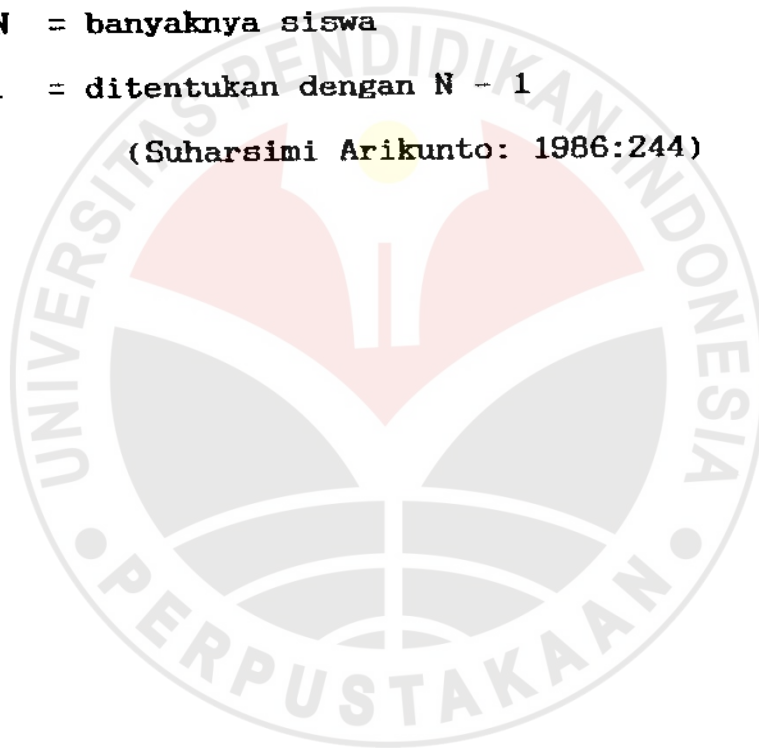 N = banyaknya siswa
= ditentukan dengan N - 1
(Suharsimi Arikunto: 1986:244)
UNIVERSITAS PENDIDIKAN INDONESIA
PERPUSTAKAAN